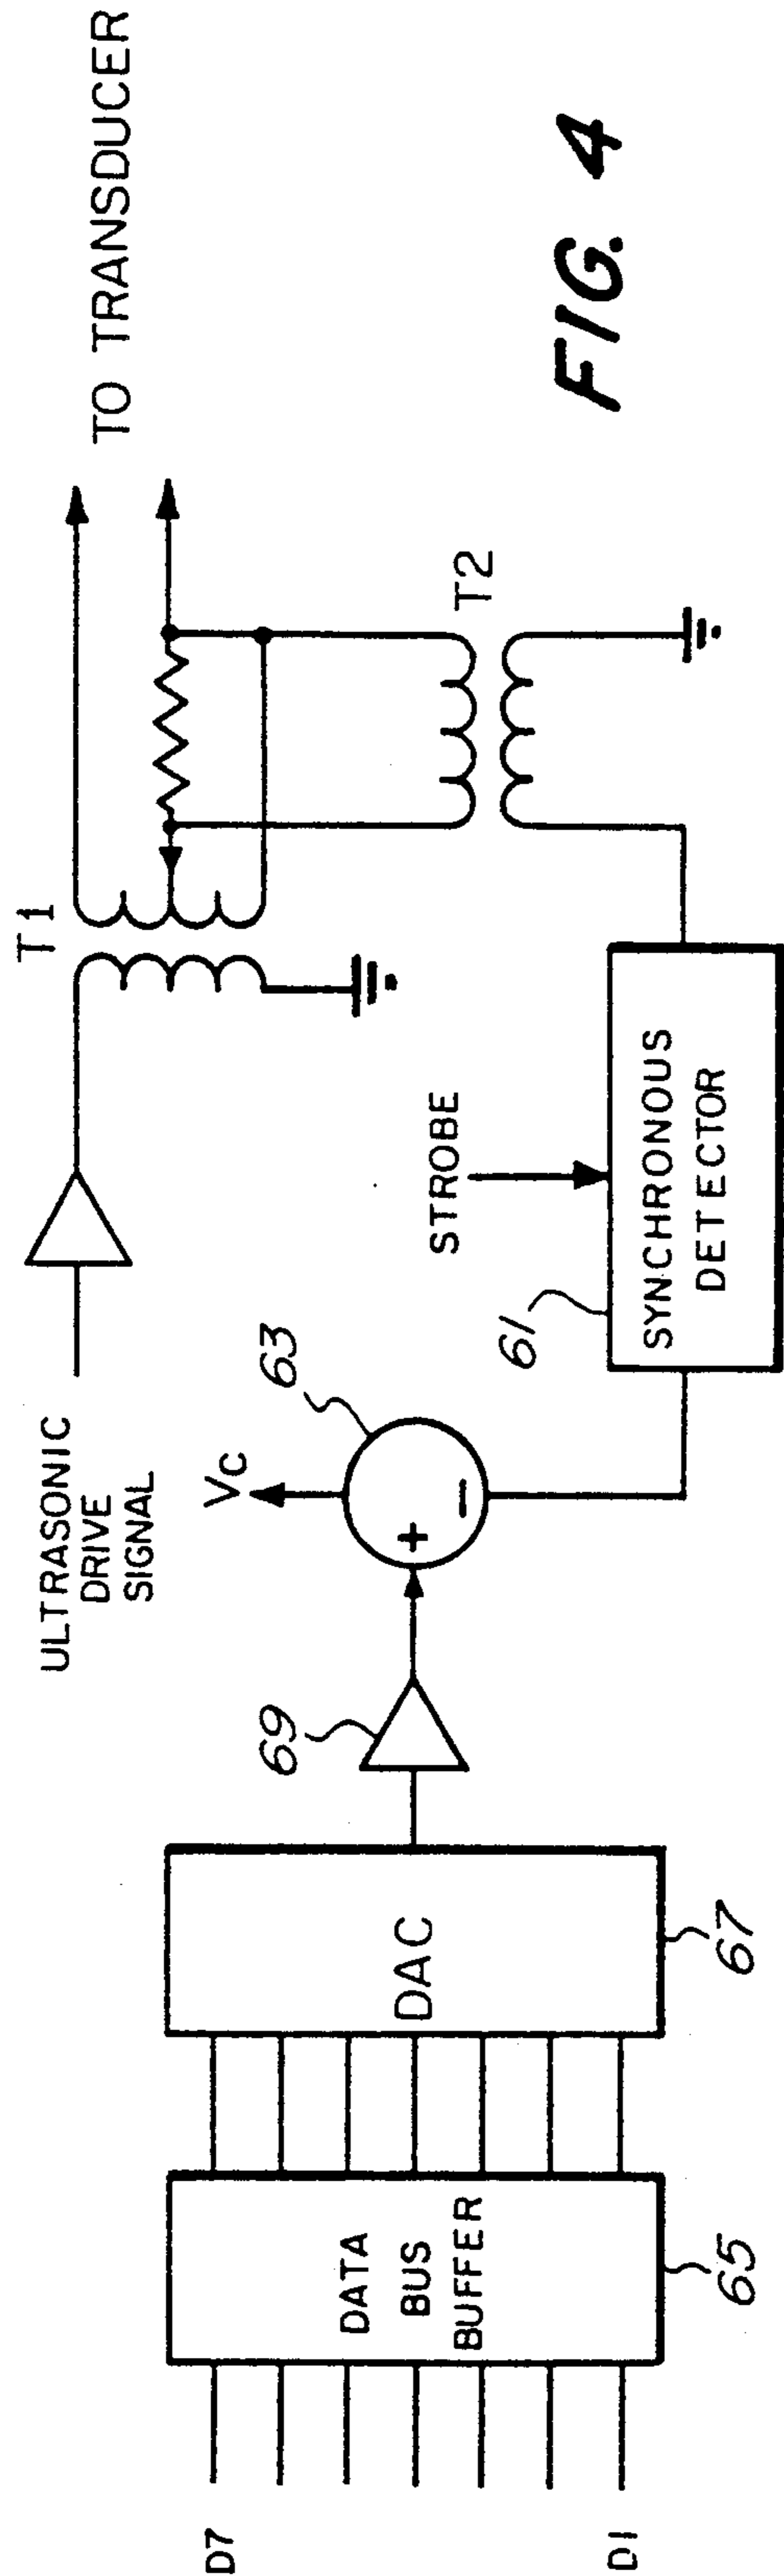 TO TRANSDUCER
T1
T2
ULTRASONIC
DRIVE
SIGNAL
STROBE
VC
63
+
−
61
SYNCHRONOUS
DETECTOR
69
DAC
67
DATA
BUS
BUFFER
65
D7
D1
FIG. 4